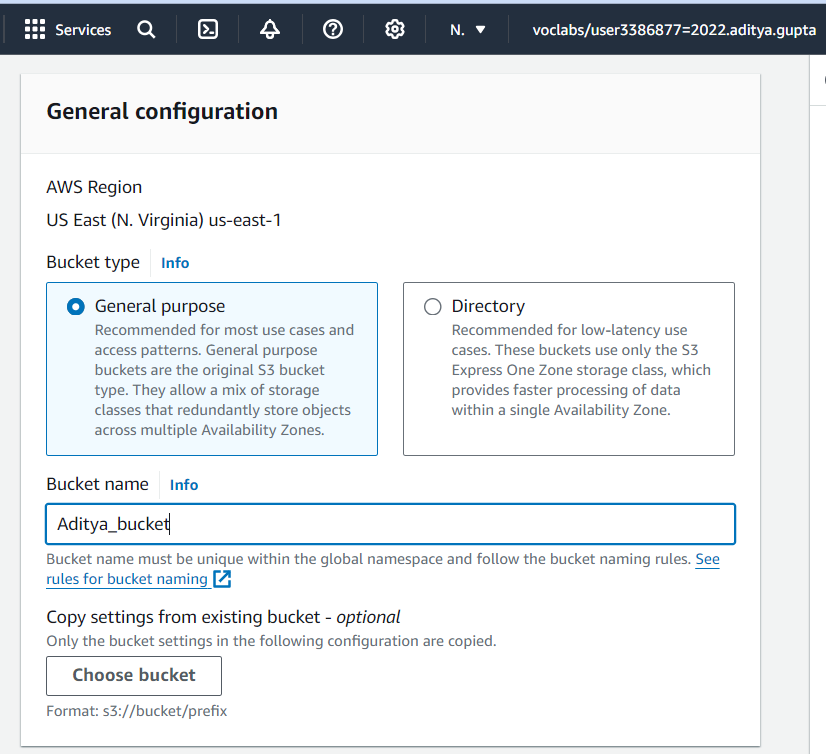 Services N. voclabs/user3386877=2022.aditya.gupta
General configuration
AWS Region
US East (N. Virginia) us-east-1
Bucket type Info
General purpose
Recommended for most use cases and
access patterns. General purpose
buckets are the original S3 bucket
type. They allow a mix of storage
classes that redundantly store objects
across multiple Availability Zones.
Directory
Recommended for low-latency use
cases. These buckets use only the S3
Express One Zone storage class, which
provides faster processing of data
within a single Availability Zone.
Bucket name Info
Aditya_bucket
Bucket name must be unique within the global namespace and follow the bucket naming rules. See
rules for bucket naming
Copy settings from existing bucket - optional
Only the bucket settings in the following configuration are copied.
Choose bucket
Format: s3://bucket/prefix